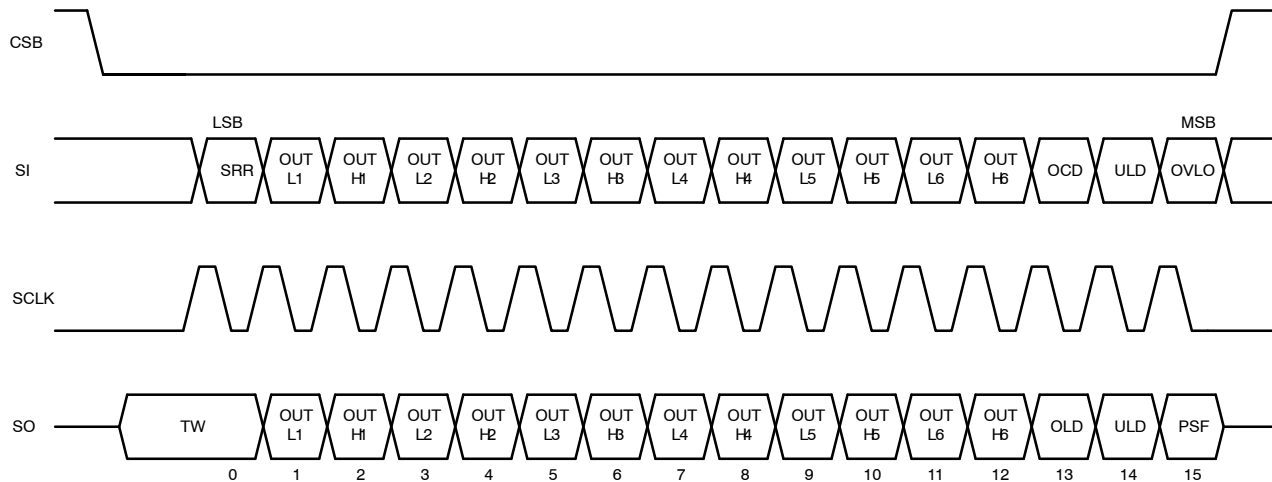 CSB
LSB
MSB
SI
SRR
OUT
L1
OUT
H1
OUT
L2
OUT
H2
OUT
L3
OUT
H3
OUT
L4
OUT
H4
OUT
L5
OUT
H5
OUT
L6
OUT
H6
OCD
ULD
OVLO
SCLK
SO
TW
OUT
L1
OUT
H1
OUT
L2
OUT
H2
OUT
L3
OUT
H3
OUT
L4
OUT
H4
OUT
L5
OUT
H5
OUT
L6
OUT
H6
OLD
ULD
PSF
0 1 2 3 4 5 6 7 8 9 10 11 12 13 14 15